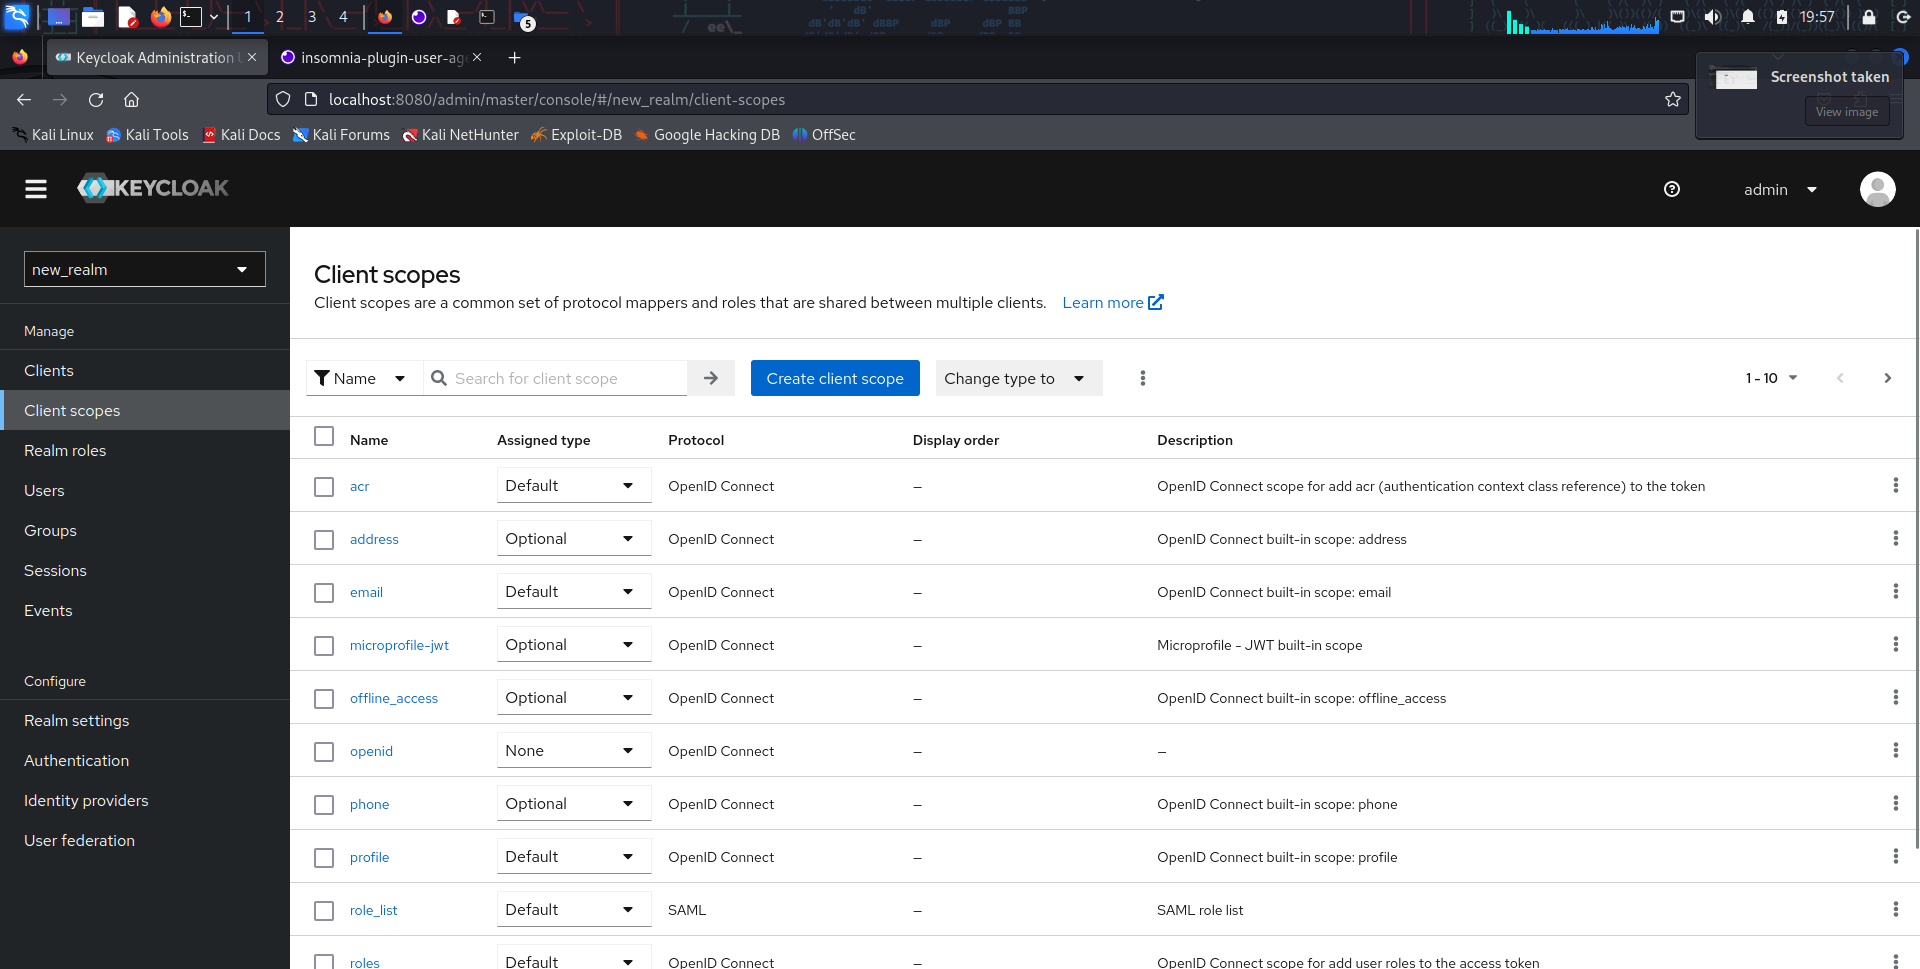 1 2 3 4 5 19:57
Keycloak Administration U insomnia-plugin-user-age
localhost:8080/admin/master/console/#/new_realm/client-scopes
Screenshot taken
View image
Kali Linux Kali Tools Kali Docs Kali Forums Kali NetHunter Exploit-DB Google Hacking DB OffSec
KEYCLOAK admin
new_realm
Manage
Clients
Client scopes
Realm roles
Users
Groups
Sessions
Events
Configure
Realm settings
Authentication
Identity providers
User federation
Client scopes
Client scopes are a common set of protocol mappers and roles that are shared between multiple clients. Learn more
Name Search for client scope Create client scope Change type to 1 - 10
Name Assigned type Protocol Display order Description
acr Default OpenID Connect – OpenID Connect scope for add acr (authentication context class reference) to the token
address Optional OpenID Connect – OpenID Connect built-in scope: address
email Default OpenID Connect – OpenID Connect built-in scope: email
microprofile-jwt Optional OpenID Connect – Microprofile - JWT built-in scope
offline_access Optional OpenID Connect – OpenID Connect built-in scope: offline_access
openid None OpenID Connect – –
phone Optional OpenID Connect – OpenID Connect built-in scope: phone
profile Default OpenID Connect – OpenID Connect built-in scope: profile
role_list Default SAML – SAML role list
roles Default OpenID Connect – OpenID Connect scope for add user roles to the access token